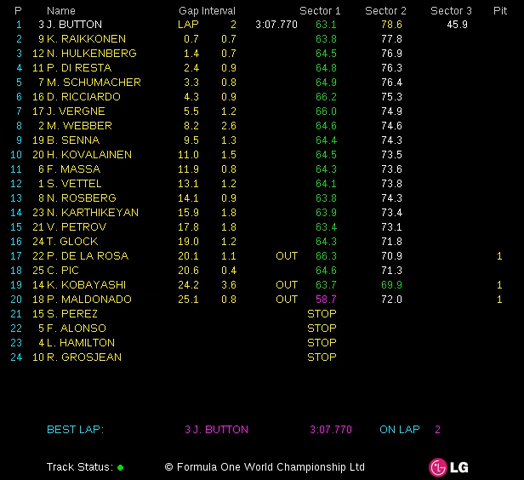 P Name Gap Interval Sector 1 Sector 2 Sector 3 Pit
1 3 J. BUTTON LAP 2 3:07.770 63.1 78.6 45.9
2 9 K. RAIKKONEN 0.7 0.7 63.8 77.8
3 12 N. HULKENBERG 1.4 0.7 64.5 76.9
4 11 P. DI RESTA 2.4 0.9 64.8 76.3
5 7 M. SCHUMACHER 3.3 0.8 64.9 76.4
6 16 D. RICCIARDO 4.3 0.9 66.2 75.3
7 17 J. VERGNE 5.5 1.2 66.0 74.9
8 2 M. WEBBER 8.2 2.6 64.6 74.6
9 19 B. SENNA 9.5 1.3 64.4 74.3
10 20 H. KOVALAINEN 11.0 1.5 64.5 73.5
11 6 F. MASSA 11.9 0.8 64.3 73.6
12 1 S. VETTEL 13.1 1.2 64.1 73.8
13 8 N. ROSBERG 14.1 0.9 63.8 74.3
14 23 N. KARTHIKEYAN 15.9 1.8 63.9 73.4
15 21 V. PETROV 17.8 1.8 63.4 73.1
16 24 T. GLOCK 19.0 1.2 64.3 71.8
17 22 P. DE LA ROSA 20.1 1.1 OUT 66.3 70.9 1
18 25 C. PIC 20.6 0.4 64.6 71.3
19 14 K. KOBAYASHI 24.2 3.6 OUT 63.7 69.9 1
20 18 P. MALDONADO 25.1 0.8 OUT 58.7 72.0 1
21 15 S. PEREZ STOP
22 5 F. ALONSO STOP
23 4 L. HAMILTON STOP
24 10 R. GROSJEAN STOP
BEST LAP: 3 J. BUTTON 3:07.770 ON LAP 2
Track Status: © Formula One World Championship Ltd LG